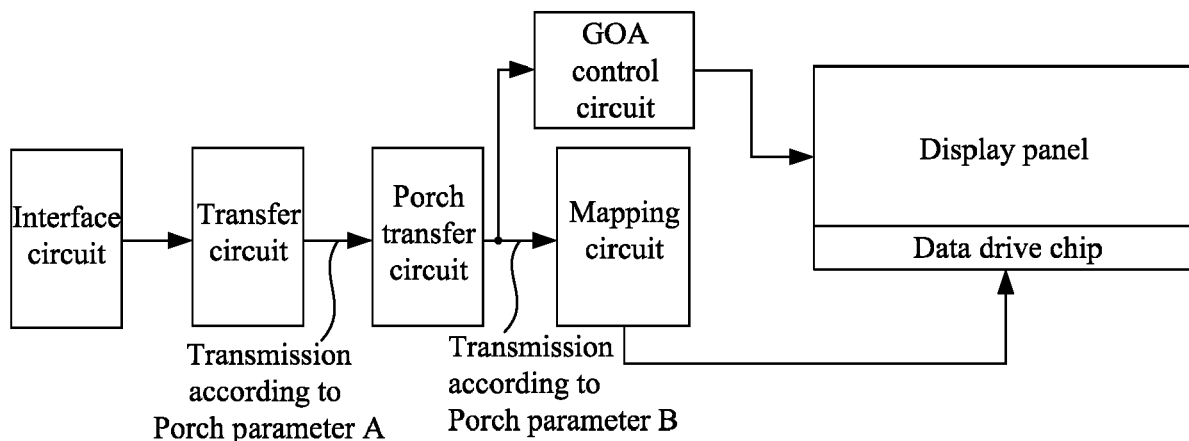 GOA
control
circuit
Display panel
Data drive chip
Interface
circuit
Transfer
circuit
Porch
transfer
circuit
Mapping
circuit
Transmission
according to
Porch parameter A
Transmission
according to
Porch parameter B